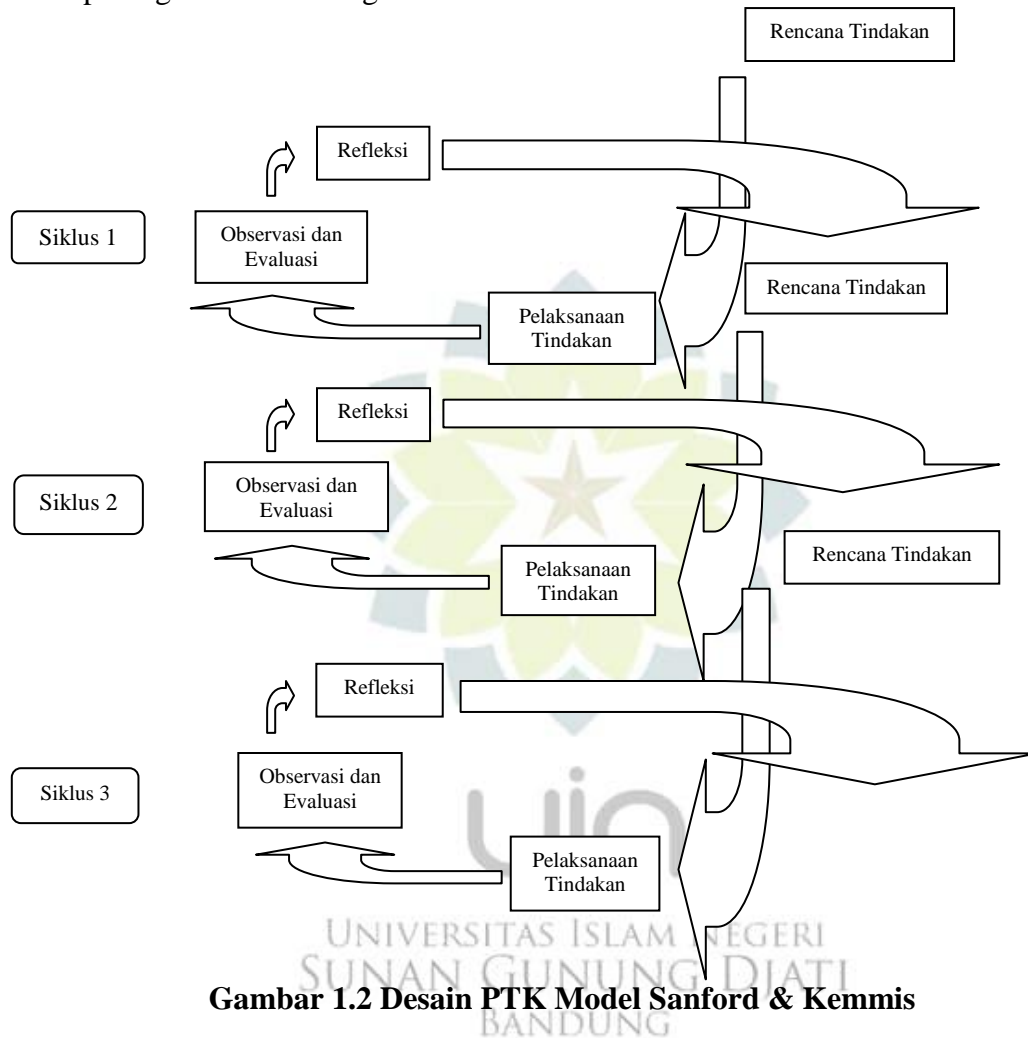 Rencana Tindakan
Refleksi
Siklus 1
Observasi dan
Evaluasi
Rencana Tindakan
Pelaksanaan
Tindakan
Refleksi
Siklus 2
Observasi dan
Evaluasi
Rencana Tindakan
Pelaksanaan
Tindakan
Refleksi
Siklus 3
Observasi dan
Evaluasi
Pelaksanaan
Tindakan
uin
UNIVERSITAS ISLAM NEGERI
SUNAN GUNUNG DJATI
Gambar 1.2 Desain PTK Model Sanford & Kemmis
BANDUNG